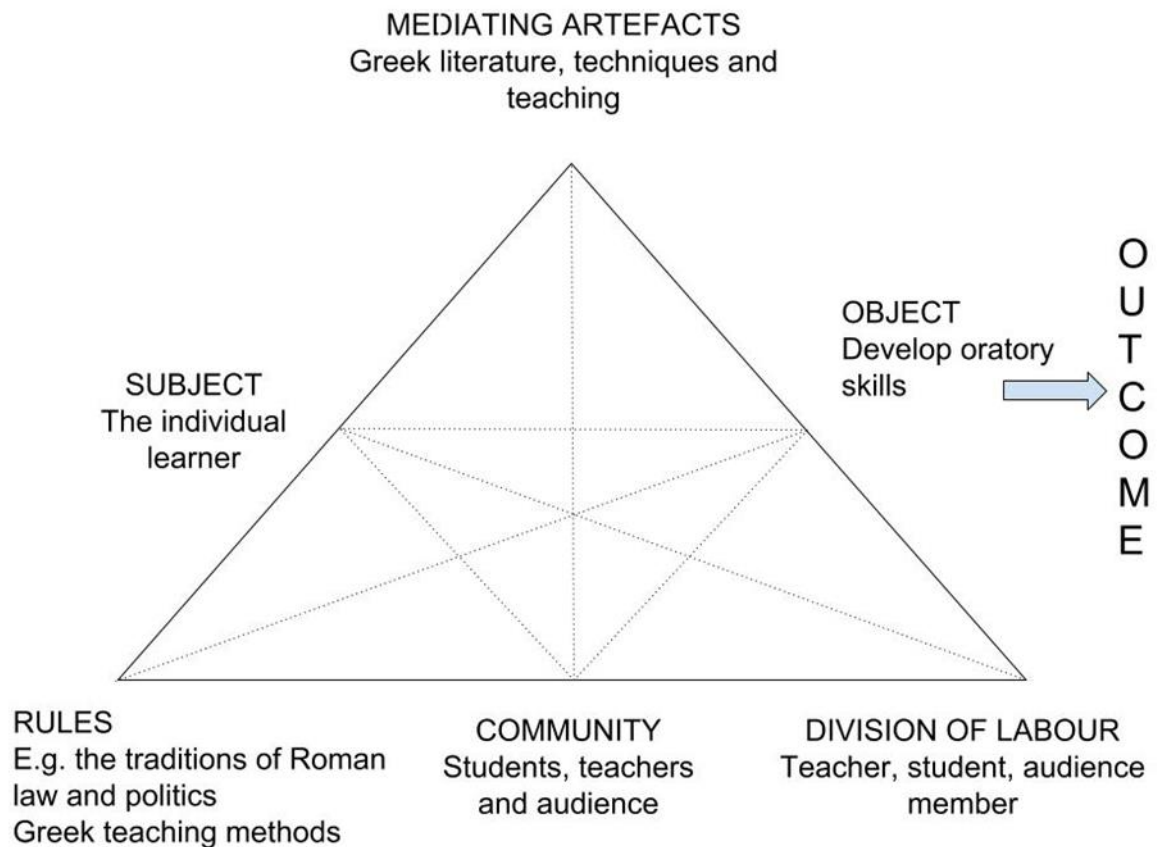 MEDIATING ARTEFACTS
Greek literature, techniques and
teaching
OBJECT
Develop oratory
skills
OUTCOME
SUBJECT
The individual
learner
RULES
E.g. the traditions of Roman
law and politics
Greek teaching methods
COMMUNITY
Students, teachers
and audience
DIVISION OF LABOUR
Teacher, student, audience
member